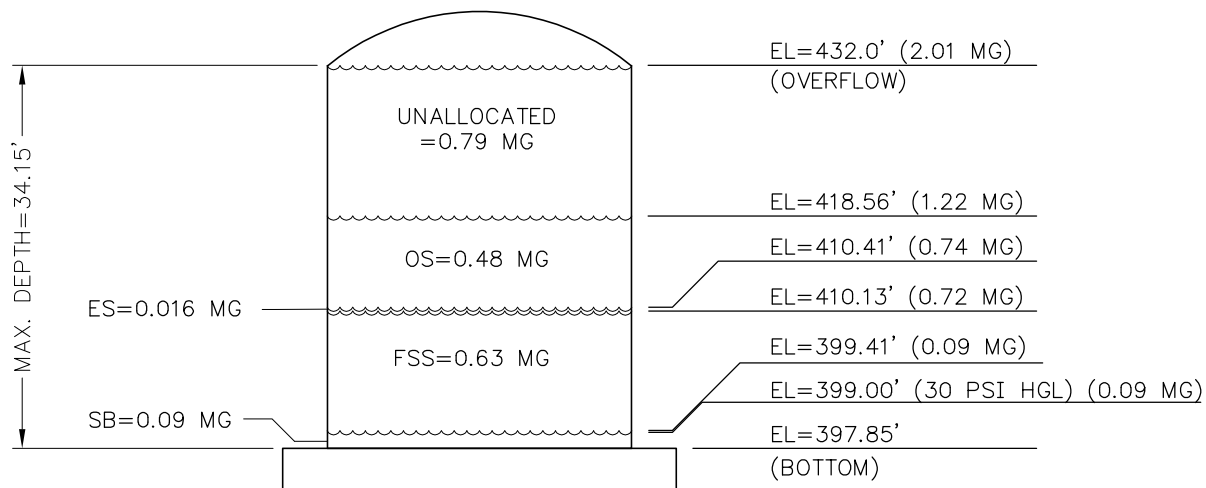 EL=432.0' (2.01 MG)
(OVERFLOW)
UNALLOCATED
=0.79 MG
MAX. DEPTH=34.15'
EL=418.56' (1.22 MG)
OS=0.48 MG
EL=410.41' (0.74 MG)
ES=0.016 MG
EL=410.13' (0.72 MG)
FSS=0.63 MG
EL=399.41' (0.09 MG)
EL=399.00' (30 PSI HGL) (0.09 MG)
SB=0.09 MG
EL=397.85'
(BOTTOM)